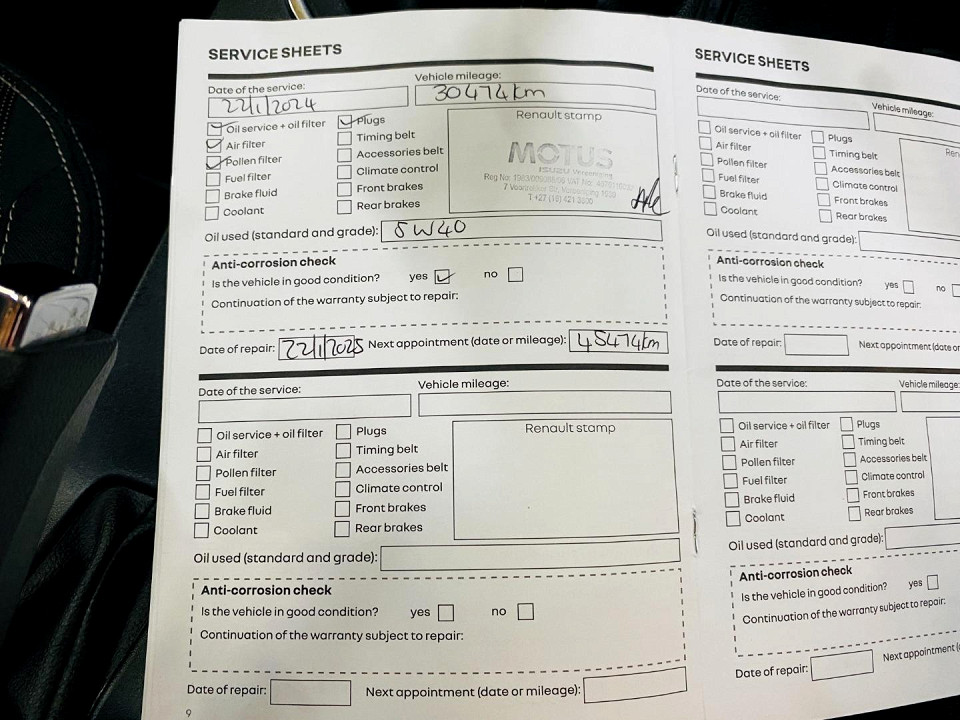 SERVICE SHEETS
Date of the service: Vehicle mileage:
22/1/2024 30474km
Oil service + oil filter Plugs Renault stamp
Air filter Timing belt
Pollen filter Accessories belt
Fuel filter Climate control
Brake fluid Front brakes
Coolant Rear brakes
MOTUS
ISUZU Vereeniging
Reg No:
T+27 (16) 421
Oil used (standard and grade): 5W40
Anti-corrosion check
Is the vehicle in good condition? yes no
Continuation of the warranty subject to repair:
Date of repair: 22/1/2025 Next appointment (date or mileage): 45474km
Date of the service: Vehicle mileage:
Oil service + oil filter Plugs Renault stamp
Air filter Timing belt
Pollen filter Accessories belt
Fuel filter Climate control
Brake fluid Front brakes
Coolant Rear brakes
Oil used (standard and grade):
Anti-corrosion check
Is the vehicle in good condition? yes no
Continuation of the warranty subject to repair:
Date of repair: Next appointment (date or mileage):
9
SERVICE SHEETS
Date of the service: Vehicle mileage:
Oil service + oil filter Plugs Ren
Air filter Timing belt
Pollen filter Accessories belt
Fuel filter Climate control
Brake fluid Front brakes
Coolant Rear brakes
Oil used (standard and grade):
Anti-corrosion check
Is the vehicle in good condition? yes no
Continuation of the warranty subject to repair:
Date of repair: Next appointment (date or
Date of the service: Vehicle mileage:
Oil service + oil filter Plugs
Air filter Timing belt
Pollen filter Accessories belt
Fuel filter Climate control
Brake fluid Front brakes
Coolant Rear brakes
Oil used (standard and grade):
Anti-corrosion check
Is the vehicle in good condition? yes
Continuation of the warranty subject to repair:
Date of repair: Next appointment (